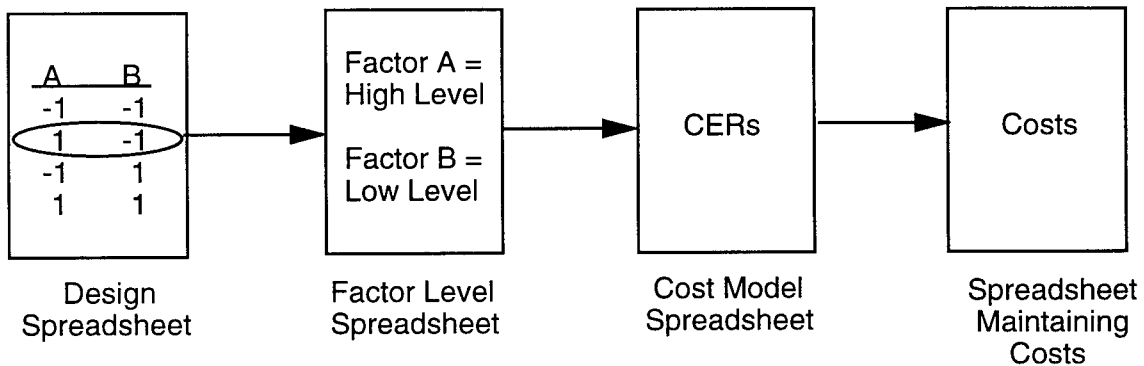 A B
-1 -1
1 -1
-1 1
1 1
Design
Spreadsheet
Factor A =
High Level
Factor B =
Low Level
Factor Level
Spreadsheet
CERs
Cost Model
Spreadsheet
Costs
Spreadsheet
Maintaining
Costs